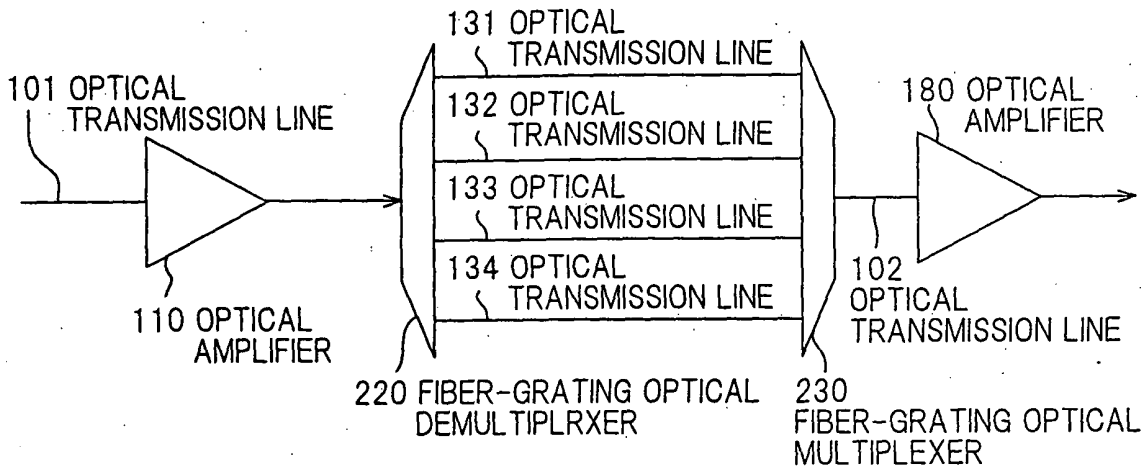 131 OPTICAL
TRANSMISSION LINE
101 OPTICAL
TRANSMISSION LINE
132 OPTICAL
TRANSMISSION LINE
180 OPTICAL
AMPLIFIER
133 OPTICAL
TRANSMISSION LINE
134 OPTICAL
TRANSMISSION LINE
102
OPTICAL
TRANSMISSION LINE
110 OPTICAL
AMPLIFIER
220 FIBER-GRATING OPTICAL
DEMULTIPLRXER
230
FIBER-GRATING OPTICAL
MULTIPLEXER